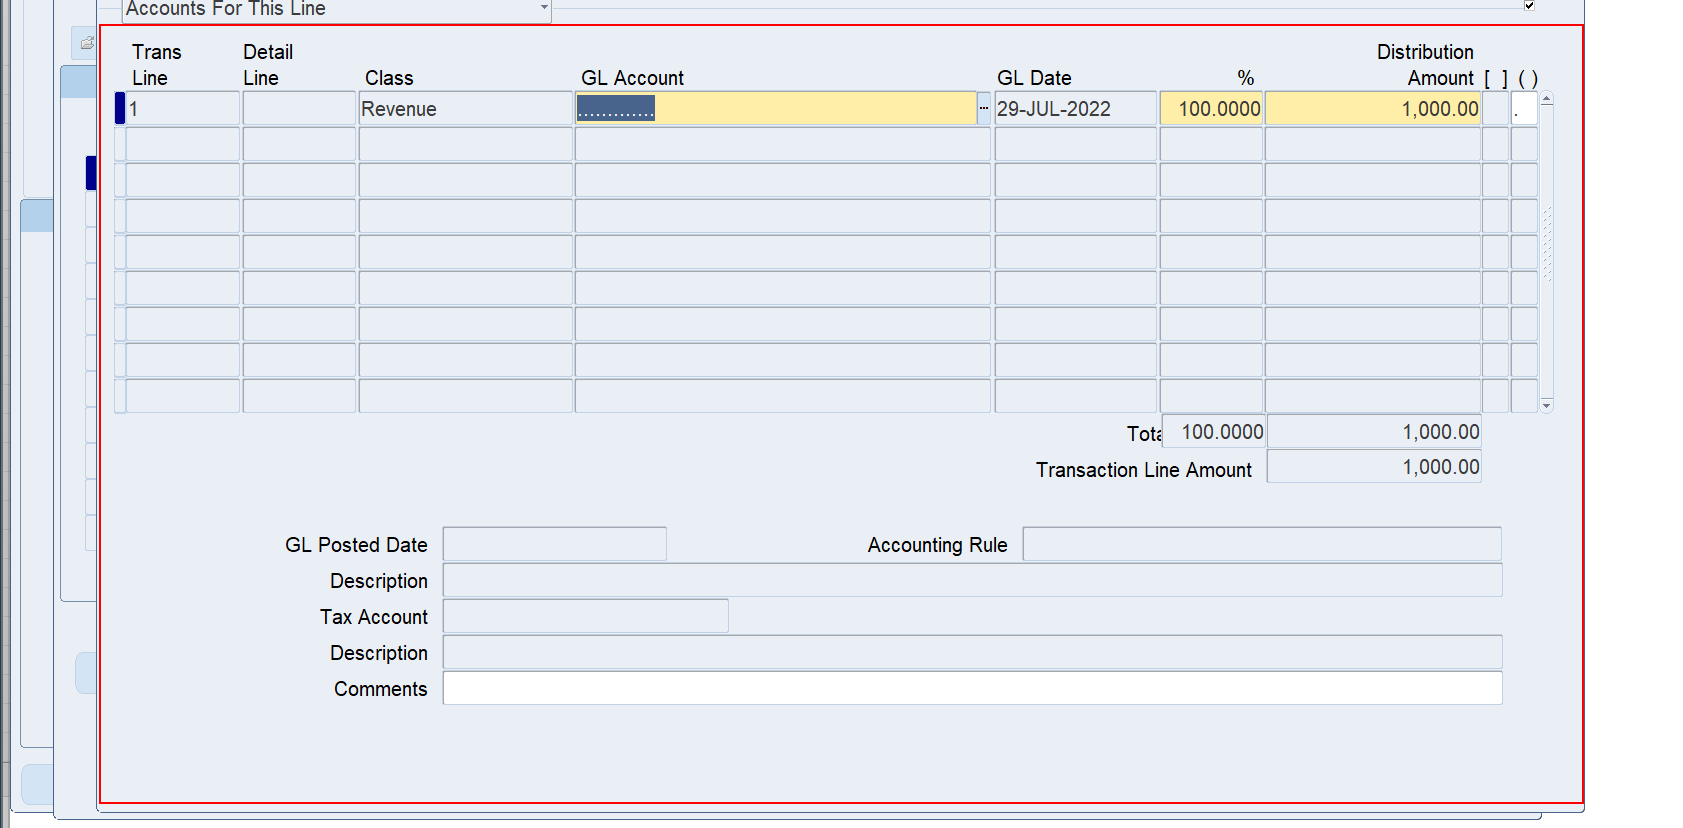 Accounts For This Line
Trans Line Detail Line Class GL Account GL Date % Distribution Amount [ ] ( )
1 Revenue ............. ... 29-JUL-2022 100.0000 1,000.00 .
Tota 100.0000 1,000.00
Transaction Line Amount 1,000.00
GL Posted Date Accounting Rule
Description
Tax Account
Description
Comments